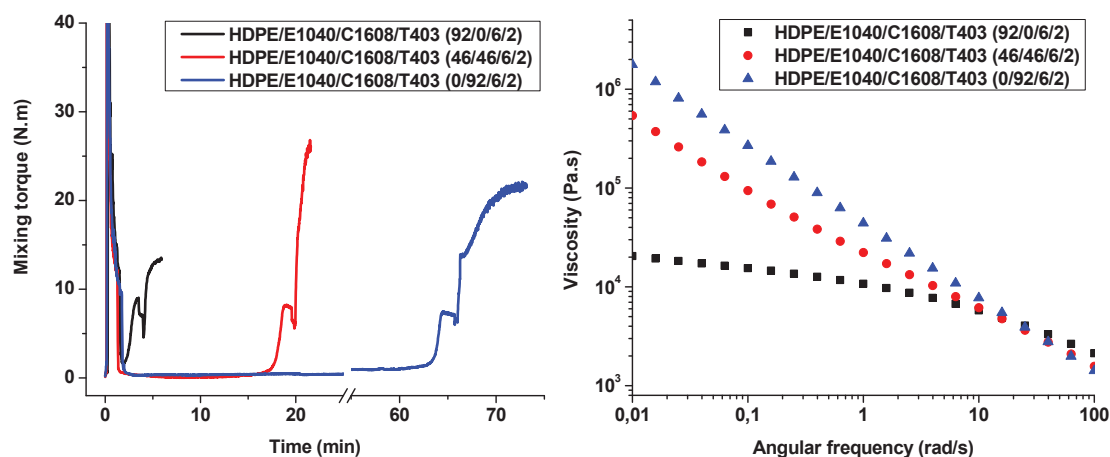 HDPE/E1040/C1608/T403 (92/0/6/2)
HDPE/E1040/C1608/T403 (46/46/6/2)
HDPE/E1040/C1608/T403 (0/92/6/2)
40
30
20
10
0
Mixing torque (N.m)
0 10 20 60 70
Time (min)
HDPE/E1040/C1608/T403 (92/0/6/2)
HDPE/E1040/C1608/T403 (46/46/6/2)
HDPE/E1040/C1608/T403 (0/92/6/2)
10⁶
10⁵
10⁴
10³
Viscosity (Pa.s)
0,01 0,1 1 10 100
Angular frequency (rad/s)